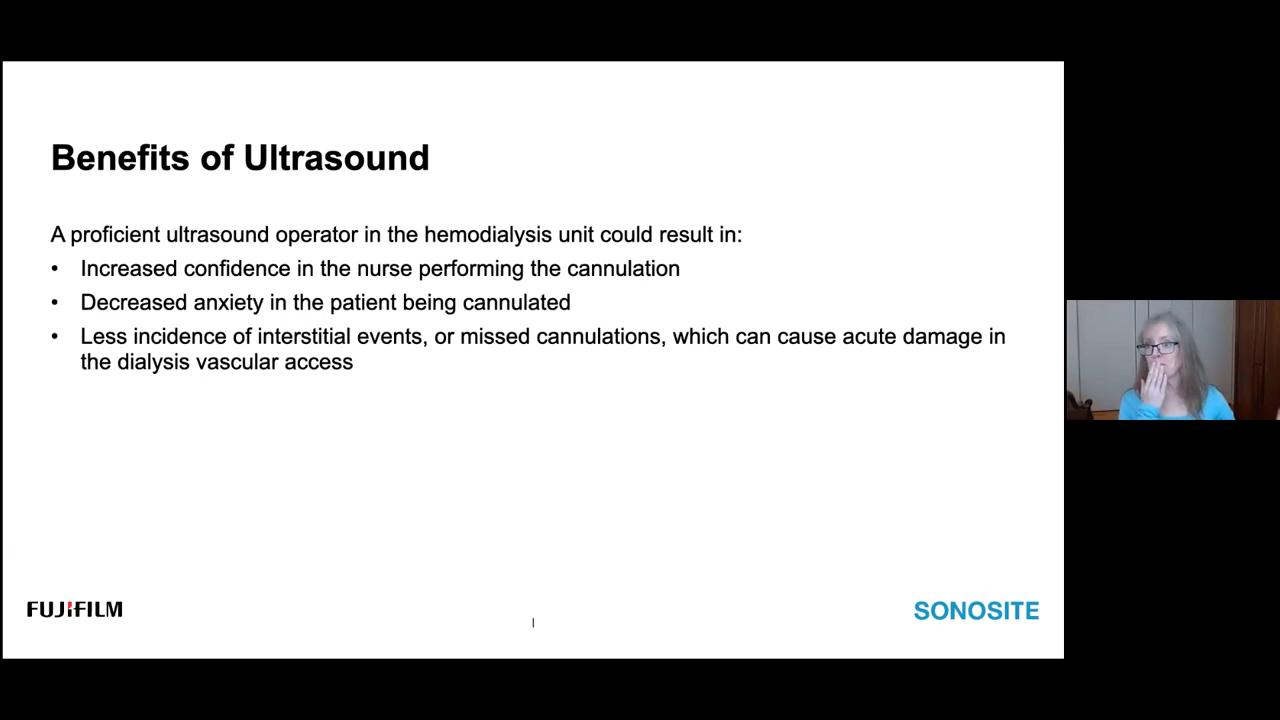 Benefits of Ultrasound
A proficient ultrasound operator in the hemodialysis unit could result in:
• Increased confidence in the nurse performing the cannulation
• Decreased anxiety in the patient being cannulated
• Less incidence of interstitial events, or missed cannulations, which can cause acute damage in
the dialysis vascular access
FUJIFILM
SONOSITE